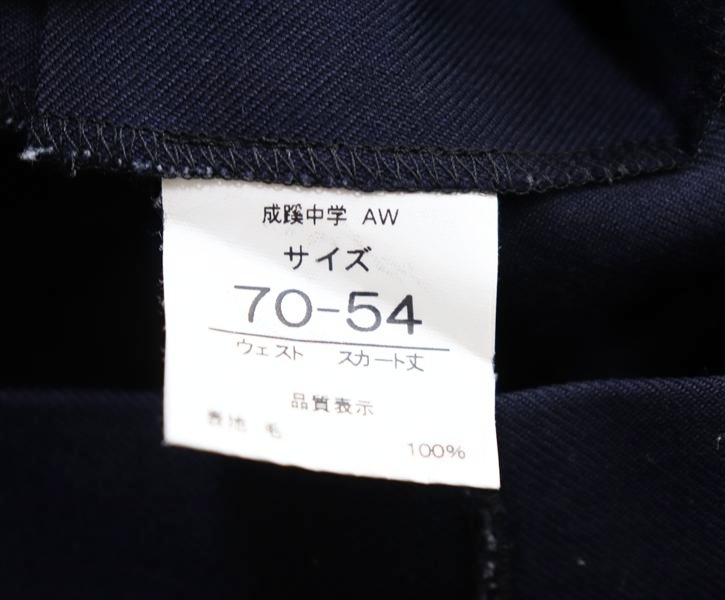 成蹊中学 AW
サイズ
70-54
ウェスト スカート丈
品質表示
表地 毛 100%